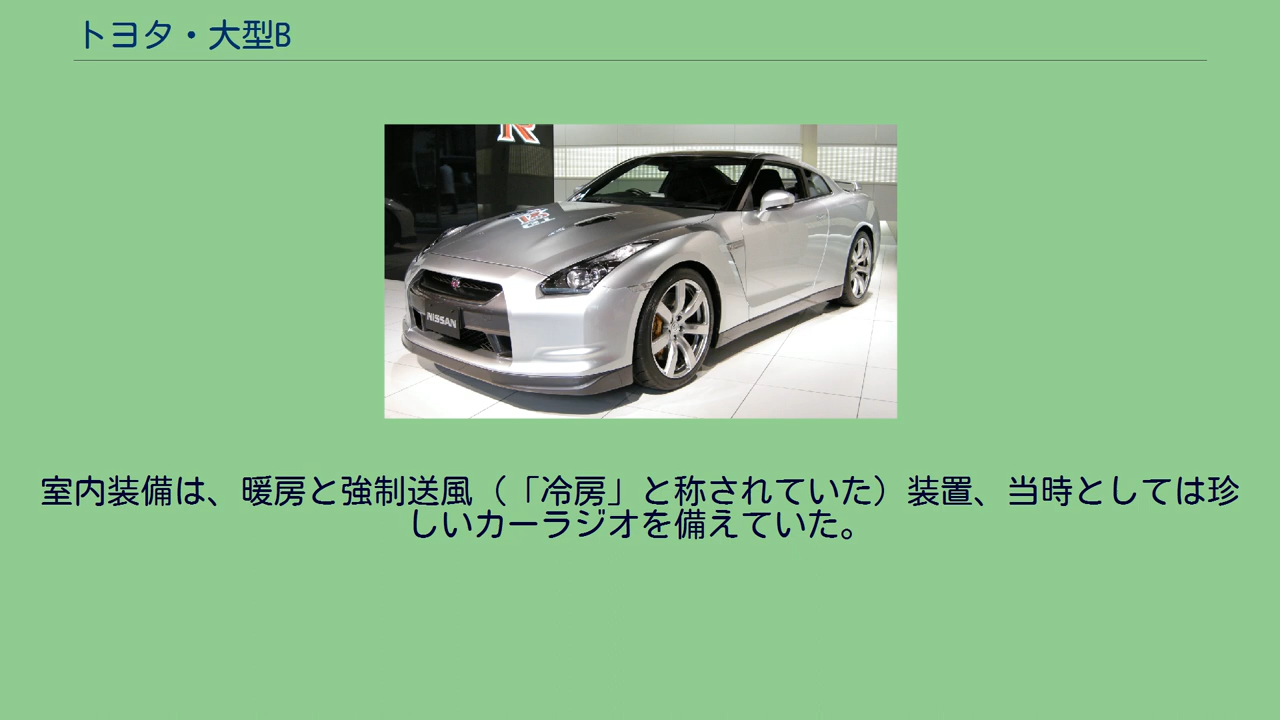 トヨタ・大型B
R
NISSAN
室内装備は、暖房と強制送風（「冷房」と称されていた）装置、当時としては珍
しいカーラジオを備えていた。